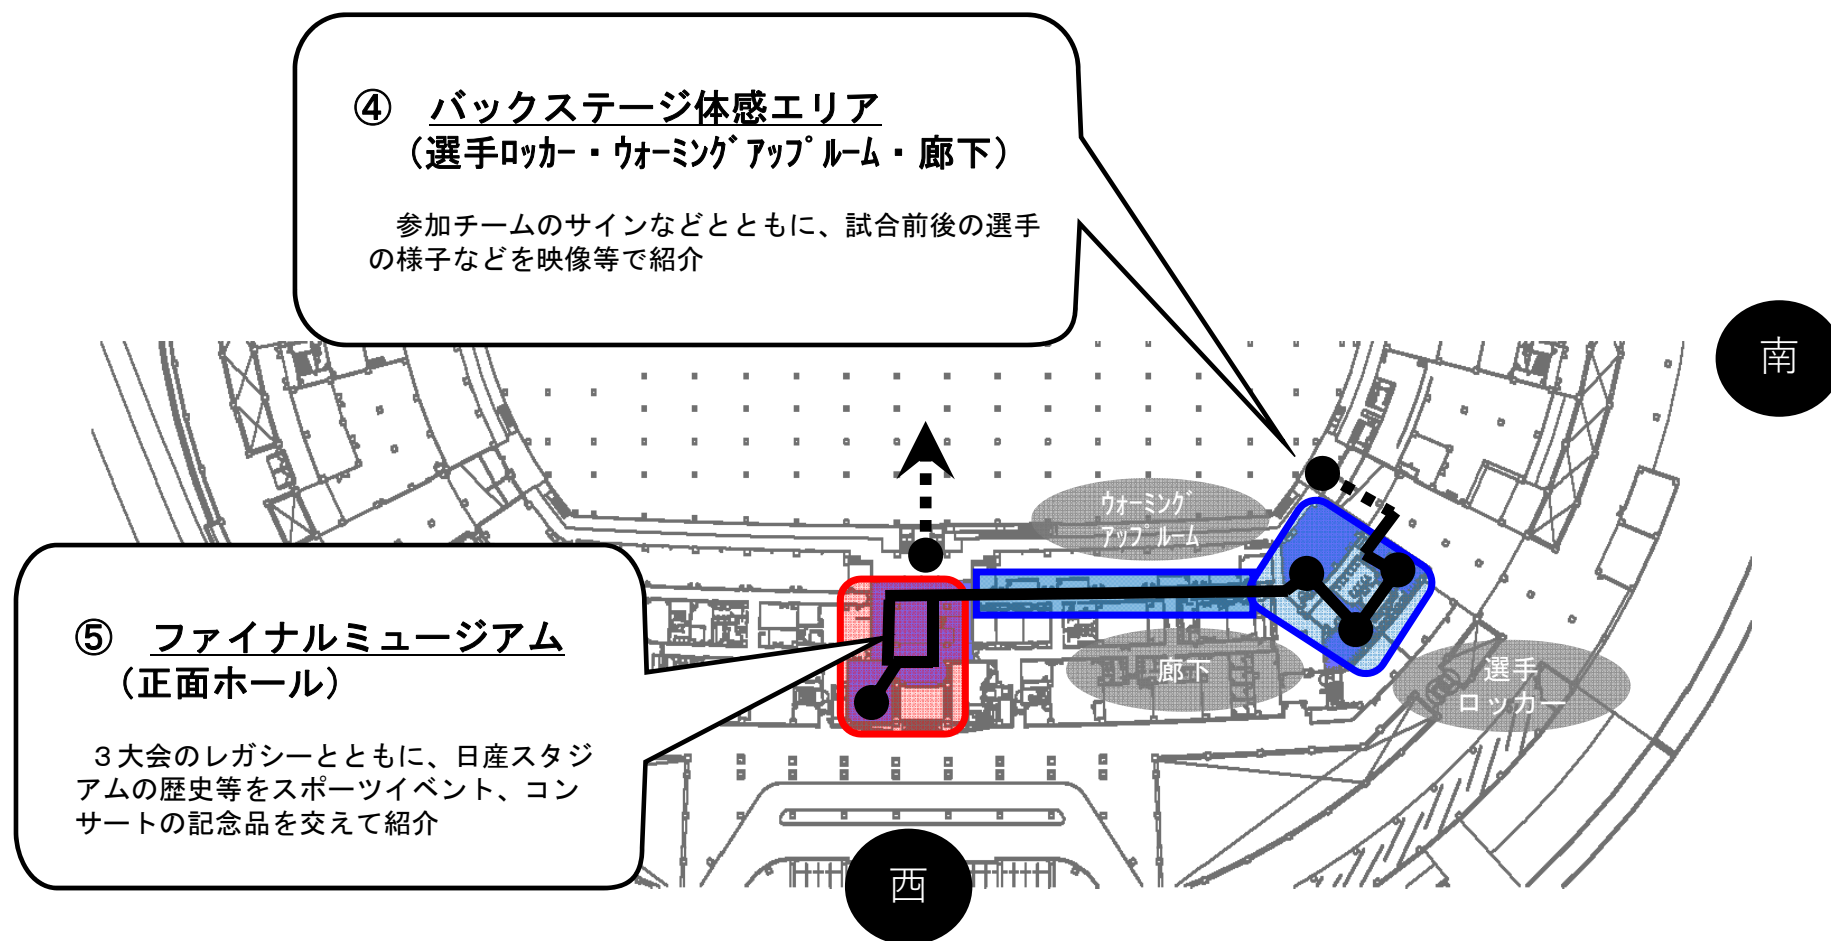 ④ バックステージ体感エリア
（選手ﾛｯｶｰ・ｳｫｰﾐﾝｸﾞｱｯﾌﾟﾙｰﾑ・廊下）
参加チームのサインなどとともに、試合前後の選手
の様子などを映像等で紹介
南
ｳｫｰﾐﾝｸﾞ
ｱｯﾌﾟﾙｰﾑ
⑤ ファイナルミュージアム
（正面ホール）
３大会のレガシーとともに、日産スタジ
アムの歴史等をスポーツイベント、コン
サートの記念品を交えて紹介
廊下
選手
ロッカー
西